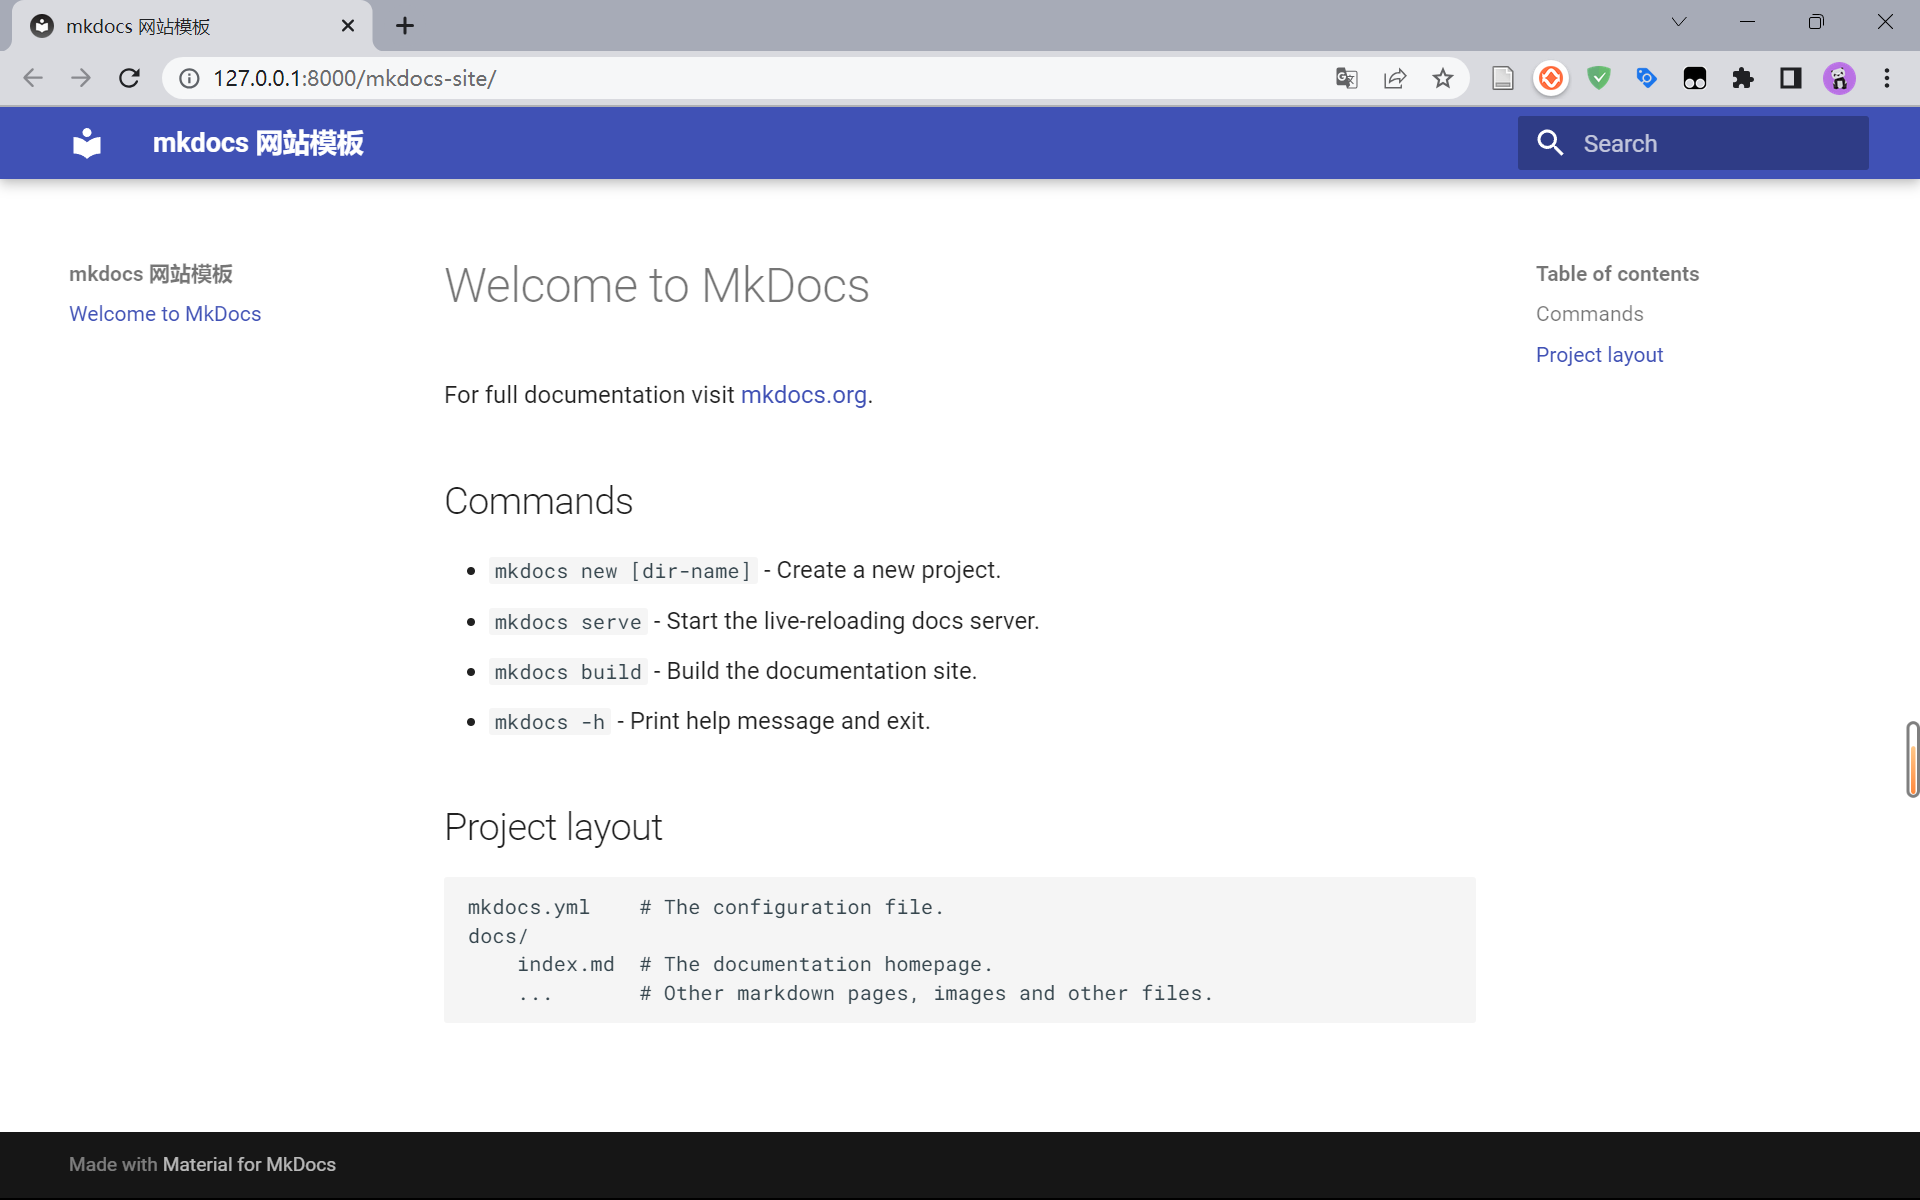 mkdocs 网站模板
127.0.0.1:8000/mkdocs-site/
mkdocs 网站模板
Search
mkdocs 网站模板
Welcome to MkDocs
Welcome to MkDocs
For full documentation visit mkdocs.org.
Commands
mkdocs new [dir-name] - Create a new project.
mkdocs serve - Start the live-reloading docs server.
mkdocs build - Build the documentation site.
mkdocs -h - Print help message and exit.
Project layout
mkdocs.yml    # The configuration file.
docs/
    index.md  # The documentation homepage.
    ...       # Other markdown pages, images and other files.
Table of contents
Commands
Project layout
Made with Material for MkDocs